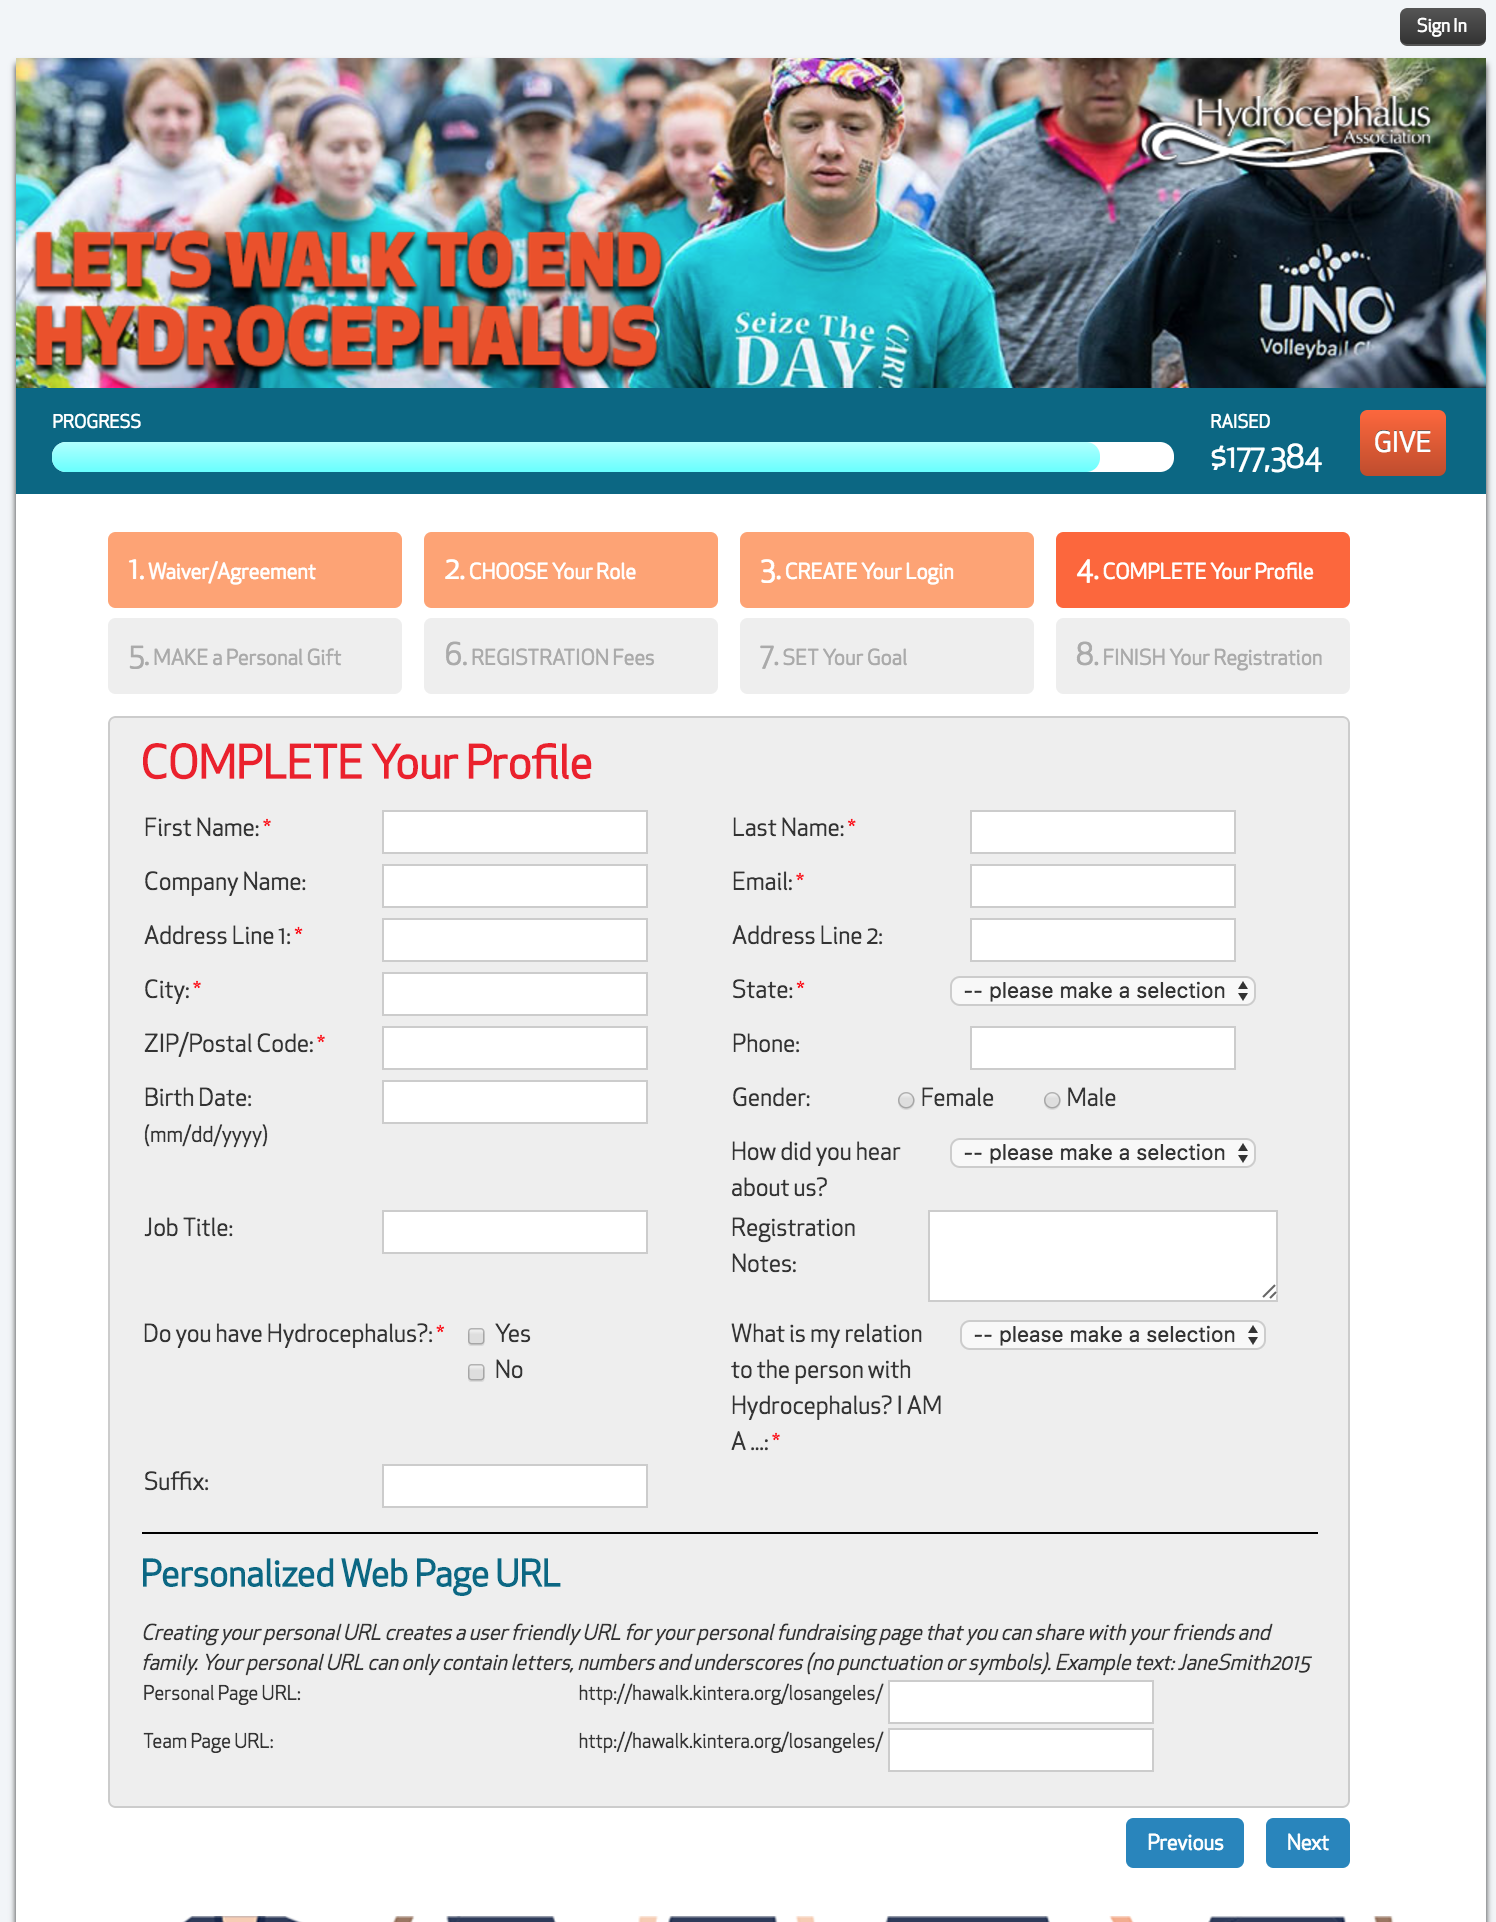 Sign In
Hydrocephalus
Association
LET'S WALK TO END
HYDROCEPHALUS
Seize The
DAY
CARP
UNO
Volleyball
PROGRESS
RAISED
$177,384
GIVE
1. Waiver/Agreement
2. CHOOSE Your Role
3. CREATE Your Login
4. COMPLETE Your Profile
5. MAKE a Personal Gift
6. REGISTRATION Fees
7. SET Your Goal
8. FINISH Your Registration
COMPLETE Your Profile
First Name:*
Last Name:*
Company Name:
Email:*
Address Line 1:*
Address Line 2:
City:*
State:*
-- please make a selection
ZIP/Postal Code:*
Phone:
Birth Date:
(mm/dd/yyyy)
Gender:
Female
Male
How did you hear
about us?
-- please make a selection
Job Title:
Registration
Notes:
Do you have Hydrocephalus?:*
Yes
No
What is my relation
to the person with
Hydrocephalus? I AM
A ...:*
-- please make a selection
Suffix:
Personalized Web Page URL
Creating your personal URL creates a user friendly URL for your personal fundraising page that you can share with your friends and
family. Your personal URL can only contain letters, numbers and underscores (no punctuation or symbols). Example text: JaneSmith2015
Personal Page URL:
http://hawalk.kintera.org/losangeles/
Team Page URL:
http://hawalk.kintera.org/losangeles/
Previous
Next